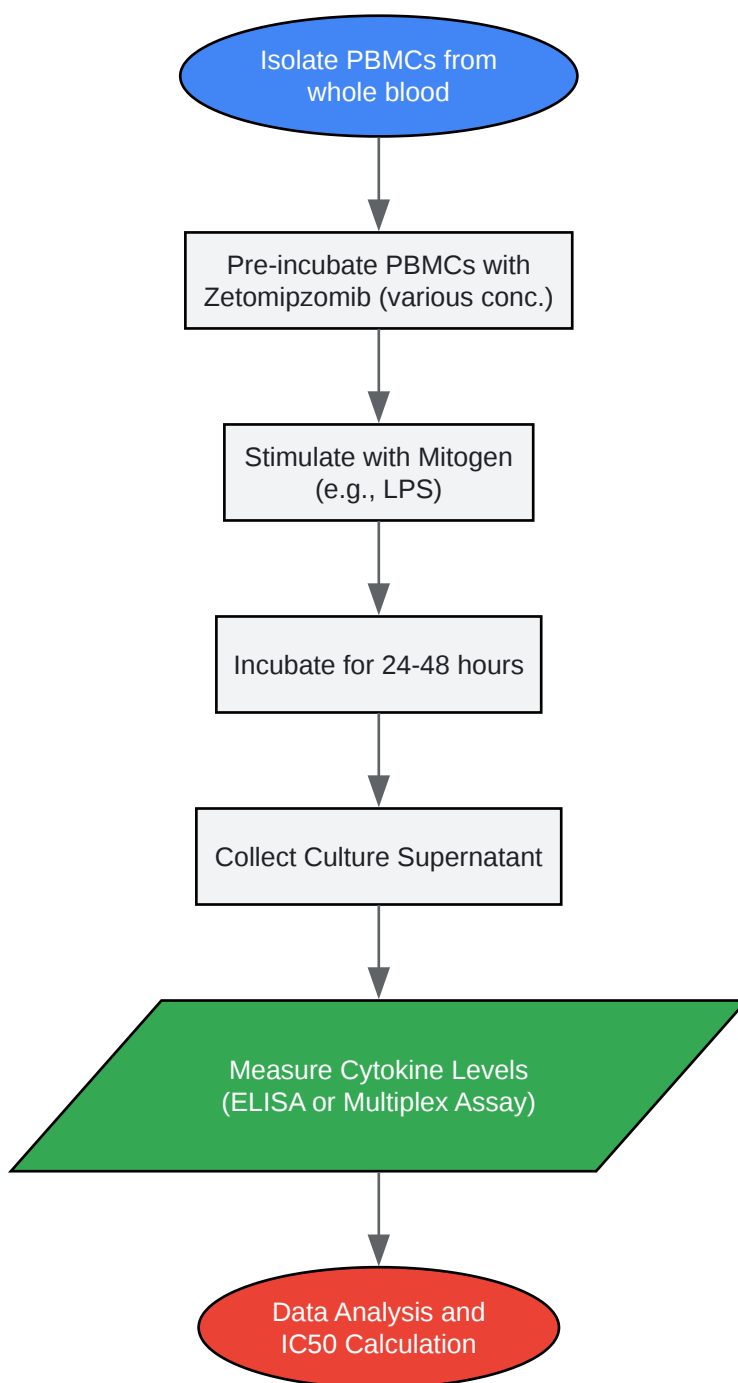 Isolate PBMCs from
whole blood
Pre-incubate PBMCs with
Zetomipzomib (various conc.)
Stimulate with Mitogen
(e.g., LPS)
Incubate for 24-48 hours
Collect Culture Supernatant
Measure Cytokine Levels
(ELISA or Multiplex Assay)
Data Analysis and
IC50 Calculation